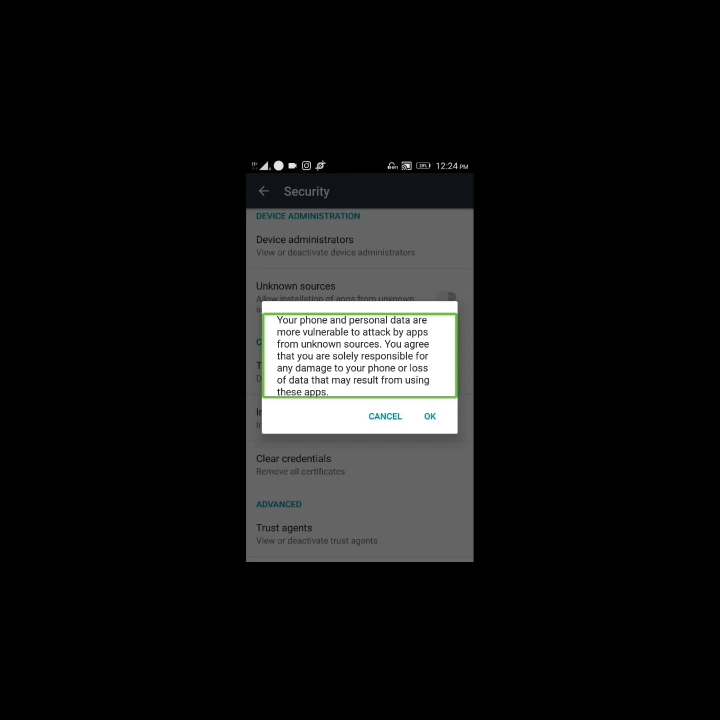 12:24 PM
Security
DEVICE ADMINISTRATION
Device administrators
View or deactivate device administrators
Unknown sources
Allow installation of apps from unknown
Your phone and personal data are
more vulnerable to attack by apps
from unknown sources. You agree
that you are solely responsible for
any damage to your phone or loss
of data that may result from using
these apps.
CANCEL OK
Clear credentials
Remove all certificates
ADVANCED
Trust agents
View or deactivate trust agents